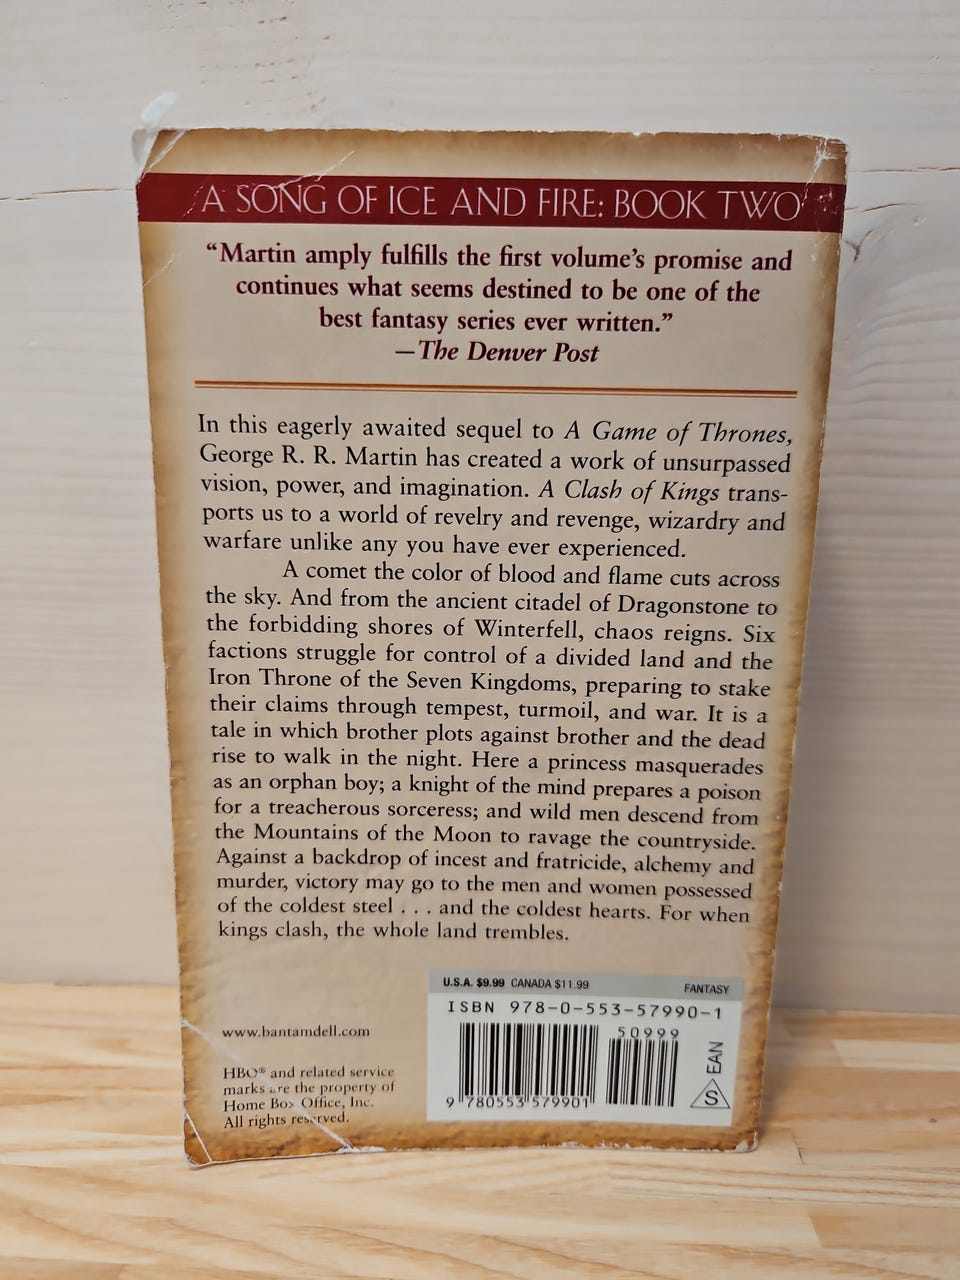 A SONG OF ICE AND FIRE: BOOK TWO
“Martin amply fulfills the first volume’s promise and
continues what seems destined to be one of the
best fantasy series ever written.”
—The Denver Post
In this eagerly awaited sequel to A Game of Thrones,
George R. R. Martin has created a work of unsurpassed
vision, power, and imagination. A Clash of Kings trans-
ports us to a world of revelry and revenge, wizardry and
warfare unlike any you have ever experienced.
A comet the color of blood and flame cuts across
the sky. And from the ancient citadel of Dragonstone to
the forbidding shores of Winterfell, chaos reigns. Six
factions struggle for control of a divided land and the
Iron Throne of the Seven Kingdoms, preparing to stake
their claims through tempest, turmoil, and war. It is a
tale in which brother plots against brother and the dead
rise to walk in the night. Here a princess masquerades
as an orphan boy; a knight of the mind prepares a poison
for a treacherous sorceress; and wild men descend from
the Mountains of the Moon to ravage the countryside.
Against a backdrop of incest and fratricide, alchemy and
murder, victory may go to the men and women possessed
of the coldest steel . . . and the coldest hearts. For when
kings clash, the whole land trembles.
U.S.A. $9.99 CANADA $11.99 FANTASY
ISBN 978-0-553-57990-1
50999
9 780553 579901
EAN
S
www.bantamdell.com
HBO® and related service
marks are the property of
Home Box Office, Inc.
All rights reserved.